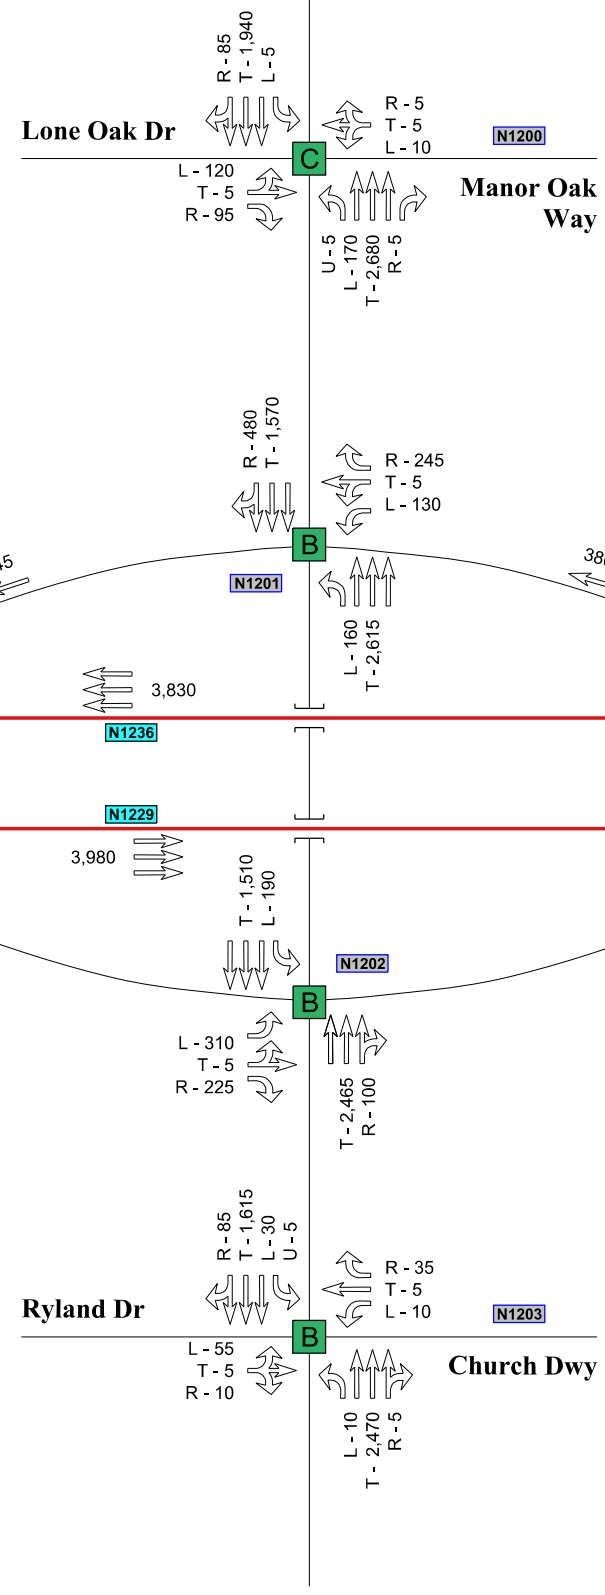 R - 85
T - 1,940
L - 5
R - 5
T - 5
L - 10
N1200
Lone Oak Dr
C
Manor Oak
Way
L - 120
T - 5
R - 95
U - 5
L - 170
T - 2,680
R - 5
R - 480
T - 1,570
R - 245
T - 5
L - 130
B
N1201
L - 160
T - 2,615
3,830
N1236
N1229
3,980
T - 1,510
L - 190
N1202
B
L - 310
T - 5
R - 225
T - 2,465
R - 100
R - 85
T - 1,615
L - 30
U - 5
R - 35
T - 5
L - 10
N1203
Ryland Dr
B
Church Dwy
L - 55
T - 5
R - 10
L - 10
T - 2,470
R - 5